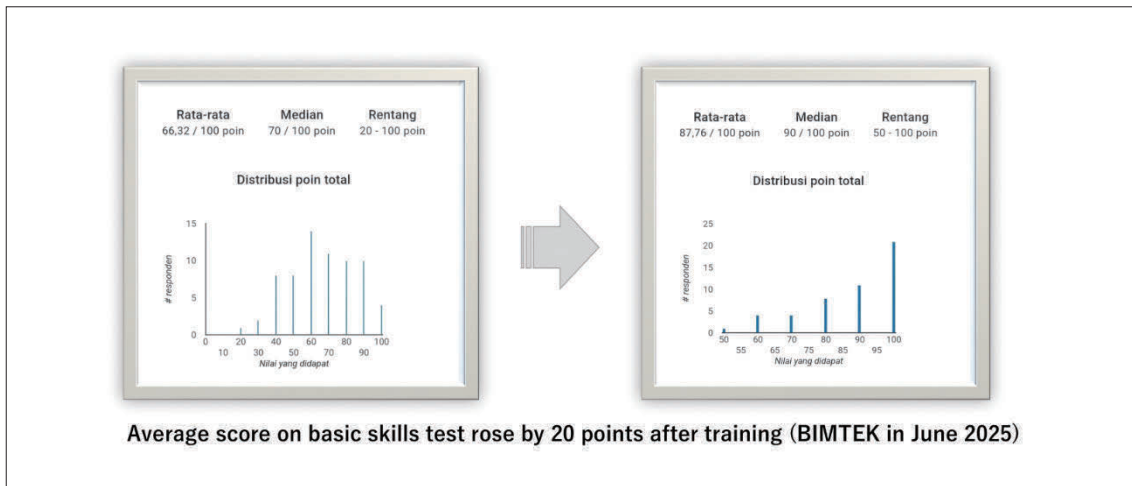 Rata-rata Median Rentang
66,32 / 100 poin 70 / 100 poin 20 - 100 poin
Distribusi poin total
15
10
5
0
# responden
0 20 40 60 80 100
10 30 50 70 90
Nilai yang didapat
Rata-rata Median Rentang
87,76 / 100 poin 90 / 100 poin 50 - 100 poin
Distribusi poin total
25
20
15
10
5
0
# responden
50 60 70 80 90 100
55 65 75 85 95
Nilai yang didapat
Average score on basic skills test rose by 20 points after training (BIMTEK in June 2025)